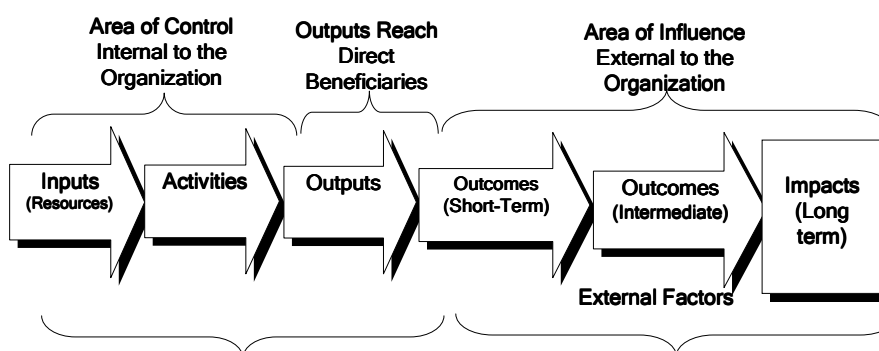 Area of Control
Internal to the
Organization
Outputs Reach
Direct
Beneficiaries
Area of Influence
External to the
Organization
Inputs
(Resources)
Activities
Outputs
Outcomes
(Short-Term)
Outcomes
(Intermediate)
Impacts
(Long
term)
External Factors